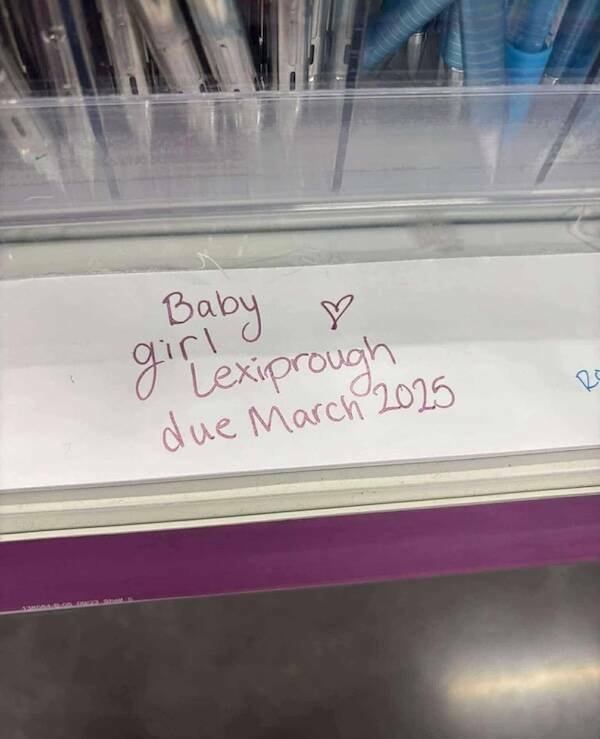 Baby ♡
girl
Lexiprough
due March 2025